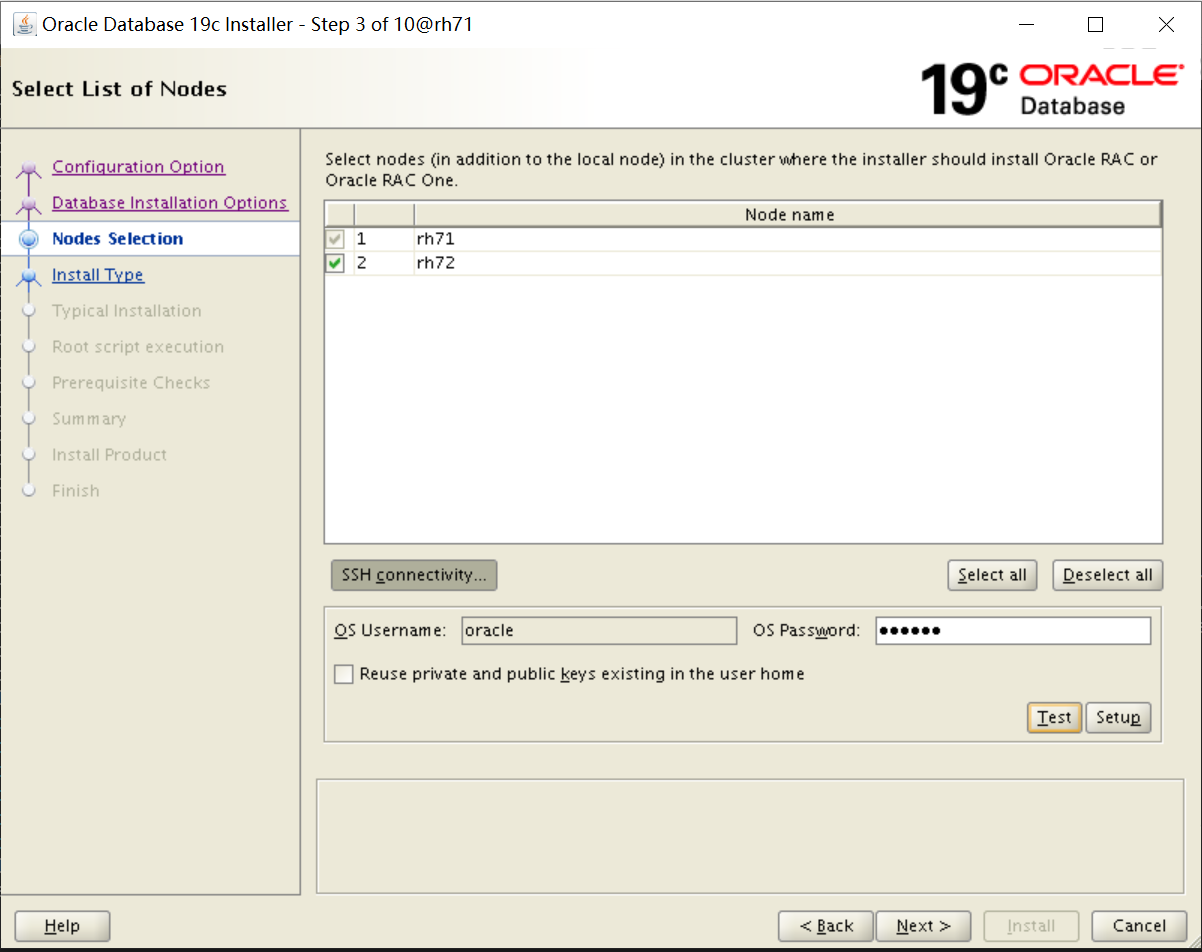 Oracle Database 19c Installer - Step 3 of 10@rh71
Select List of Nodes
19c ORACLE
Database
Configuration Option
Database Installation Options
Nodes Selection
Install Type
Typical Installation
Root script execution
Prerequisite Checks
Summary
Install Product
Finish
Select nodes (in addition to the local node) in the cluster where the installer should install Oracle RAC or
Oracle RAC One.
Node name
1 rh71
2 rh72
SSH connectivity... Select all Deselect all
OS Username: oracle OS Password: ●●●●●●
Reuse private and public keys existing in the user home
Test Setup
Help < Back Next > Install Cancel